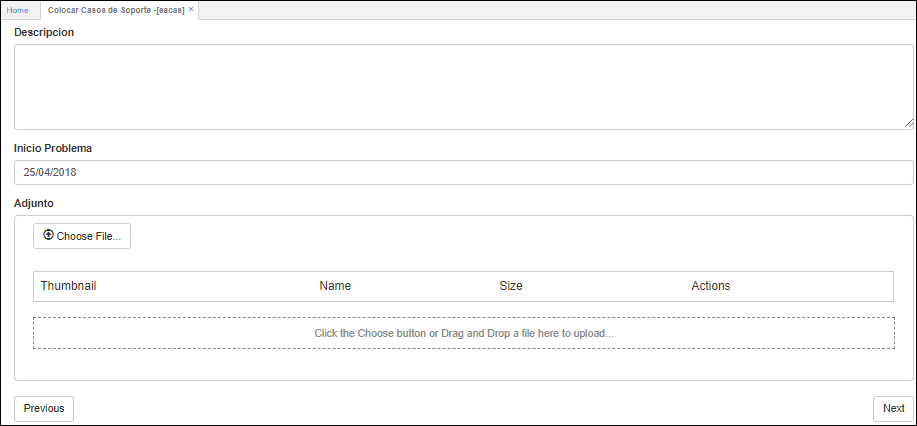 Home Colocar Casos de Soporte -[eacas] ×
Descripcion
Inicio Problema
25/04/2018
Adjunto
Choose File...
Thumbnail Name Size Actions
Click the Choose button or Drag and Drop a file here to upload...
Previous Next